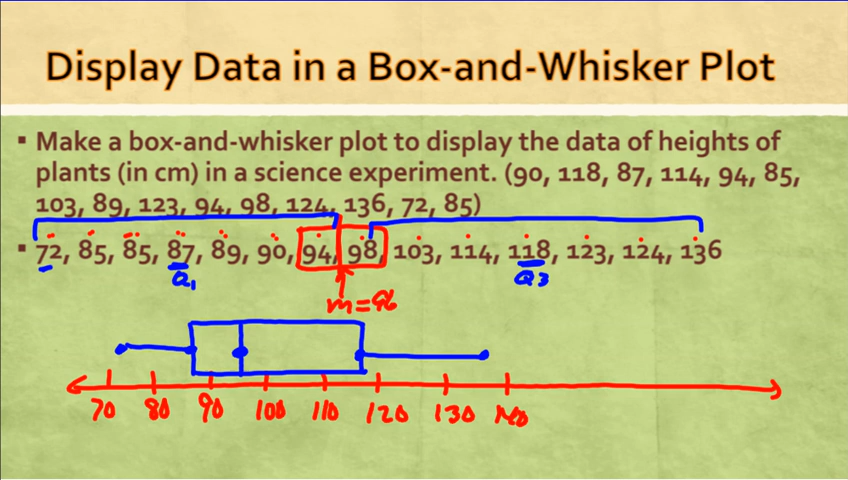 Display Data in a Box-and-Whisker Plot
Make a box-and-whisker plot to display the data of heights of
plants (in cm) in a science experiment. (90, 118, 87, 114, 94, 85,
103, 89, 123, 94, 98, 124, 136, 72, 85)
72, 85, 85, 87, 89, 90, 94, 98, 103, 114, 118, 123, 124, 136
Q1 Q3
m=96
70 80 90 100 110 120 130 140